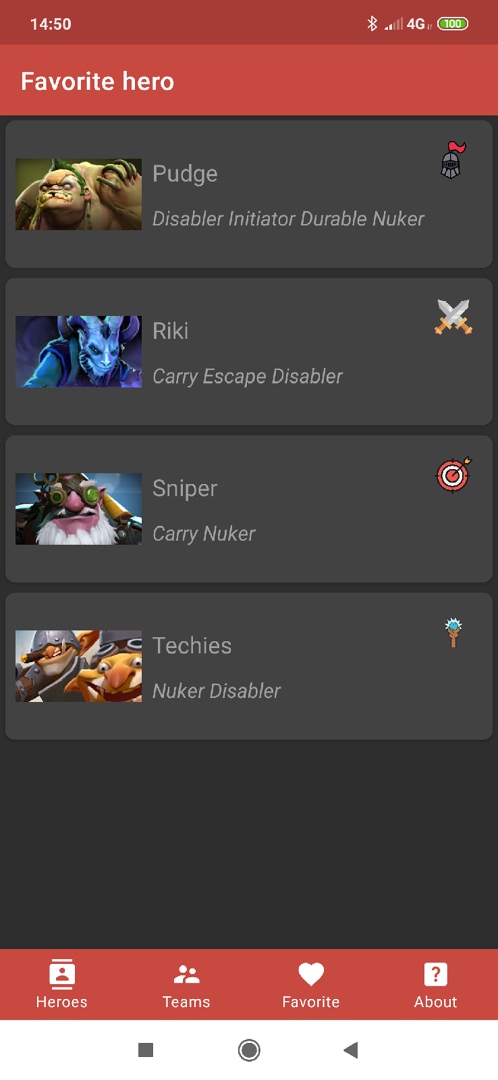 14:50
4G
100
Favorite hero
Pudge
Disabler Initiator Durable Nuker
Riki
Carry Escape Disabler
Sniper
Carry Nuker
Techies
Nuker Disabler
Heroes
Teams
Favorite
About